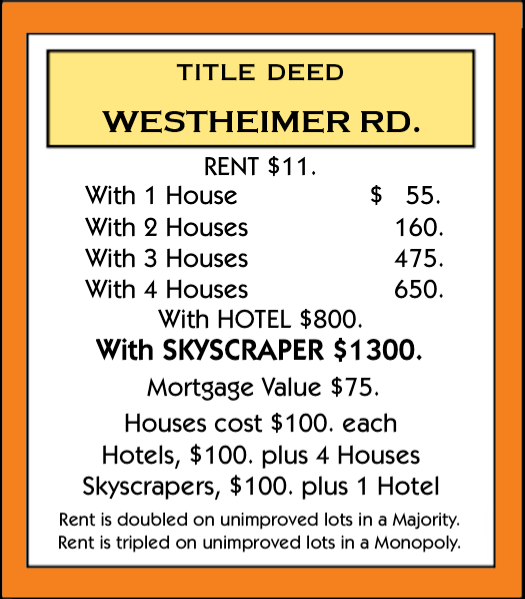 TITLE DEED
WESTHEIMER RD.
RENT $11.
With 1 House $ 55.
With 2 Houses 160.
With 3 Houses 475.
With 4 Houses 650.
With HOTEL $800.
With SKYSCRAPER $1300.
Mortgage Value $75.
Houses cost $100. each
Hotels, $100. plus 4 Houses
Skyscrapers, $100. plus 1 Hotel
Rent is doubled on unimproved lots in a Majority.
Rent is tripled on unimproved lots in a Monopoly.